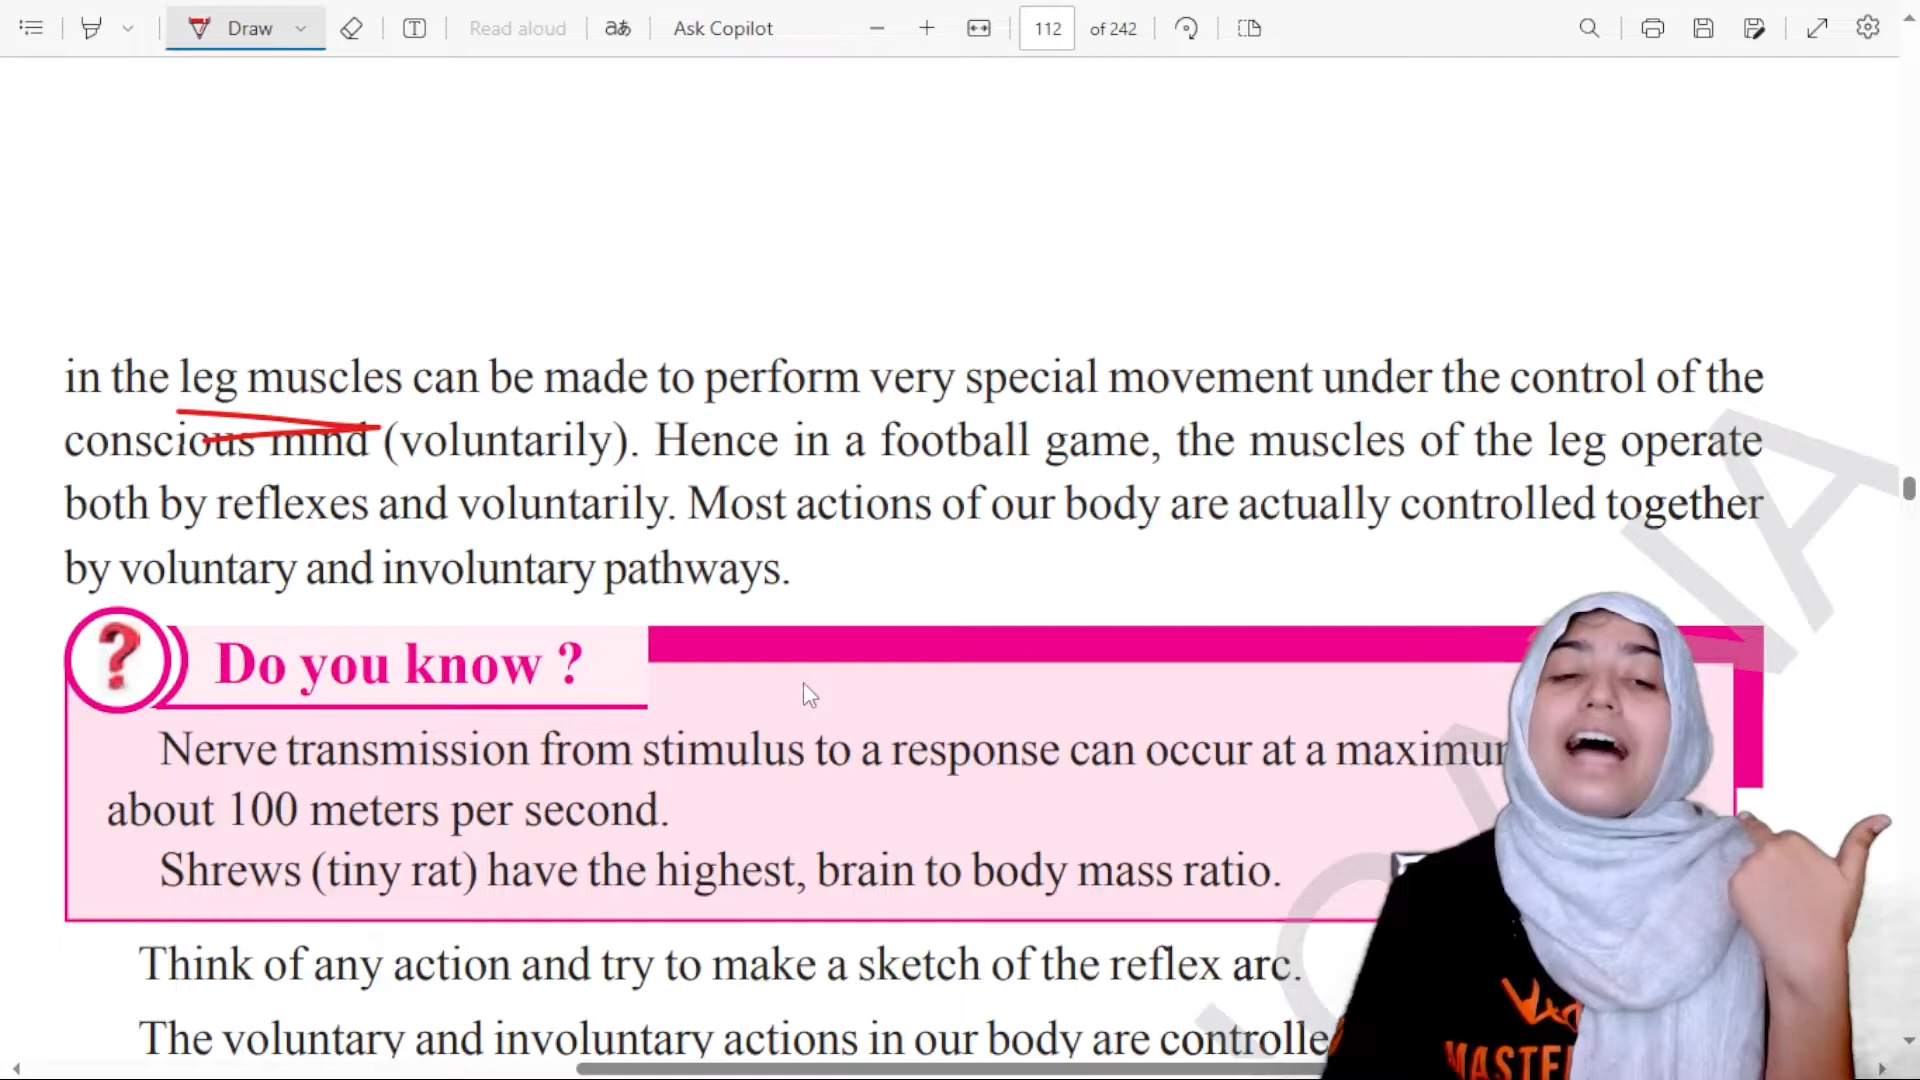 Draw
Read aloud
aあ
Ask Copilot
112
of 242
in the leg muscles can be made to perform very special movement under the control of the
conscious mind (voluntarily). Hence in a football game, the muscles of the leg operate
both by reflexes and voluntarily. Most actions of our body are actually controlled together
by voluntary and involuntary pathways.
? Do you know ?
Nerve transmission from stimulus to a response can occur at a
about 100 meters per second.
Shrews (tiny rat) have the highest, brain to body mass ratio.
Think of any action and try to make a sketch of the reflex arc.
The voluntary and involuntary actions in our body are